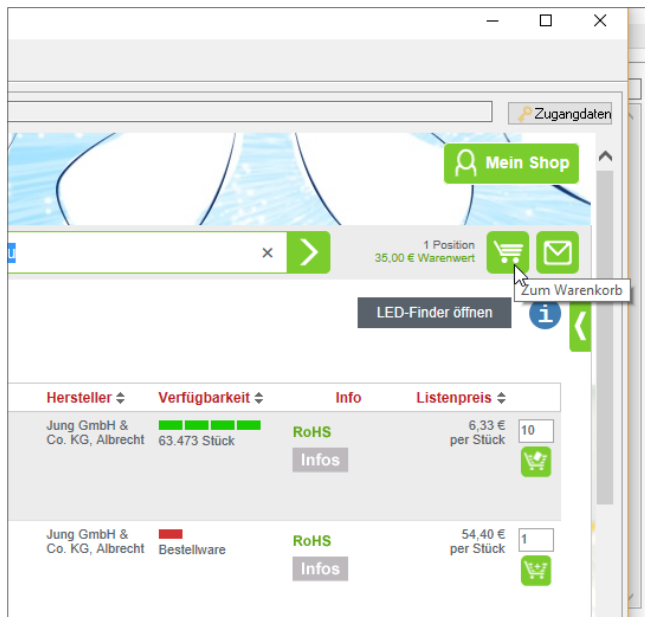 Zugangdaten
Mein Shop
1 Position
35,00 € Warenwert
Zum Warenkorb
LED-Finder öffnen
Hersteller Verfügbarkeit Info Listenpreis
Jung GmbH & Co. KG, Albrecht
63.473 Stück
RoHS
Infos
6,33 €
per Stück
10
Jung GmbH & Co. KG, Albrecht
Bestellware
RoHS
Infos
54,40 €
per Stück
1